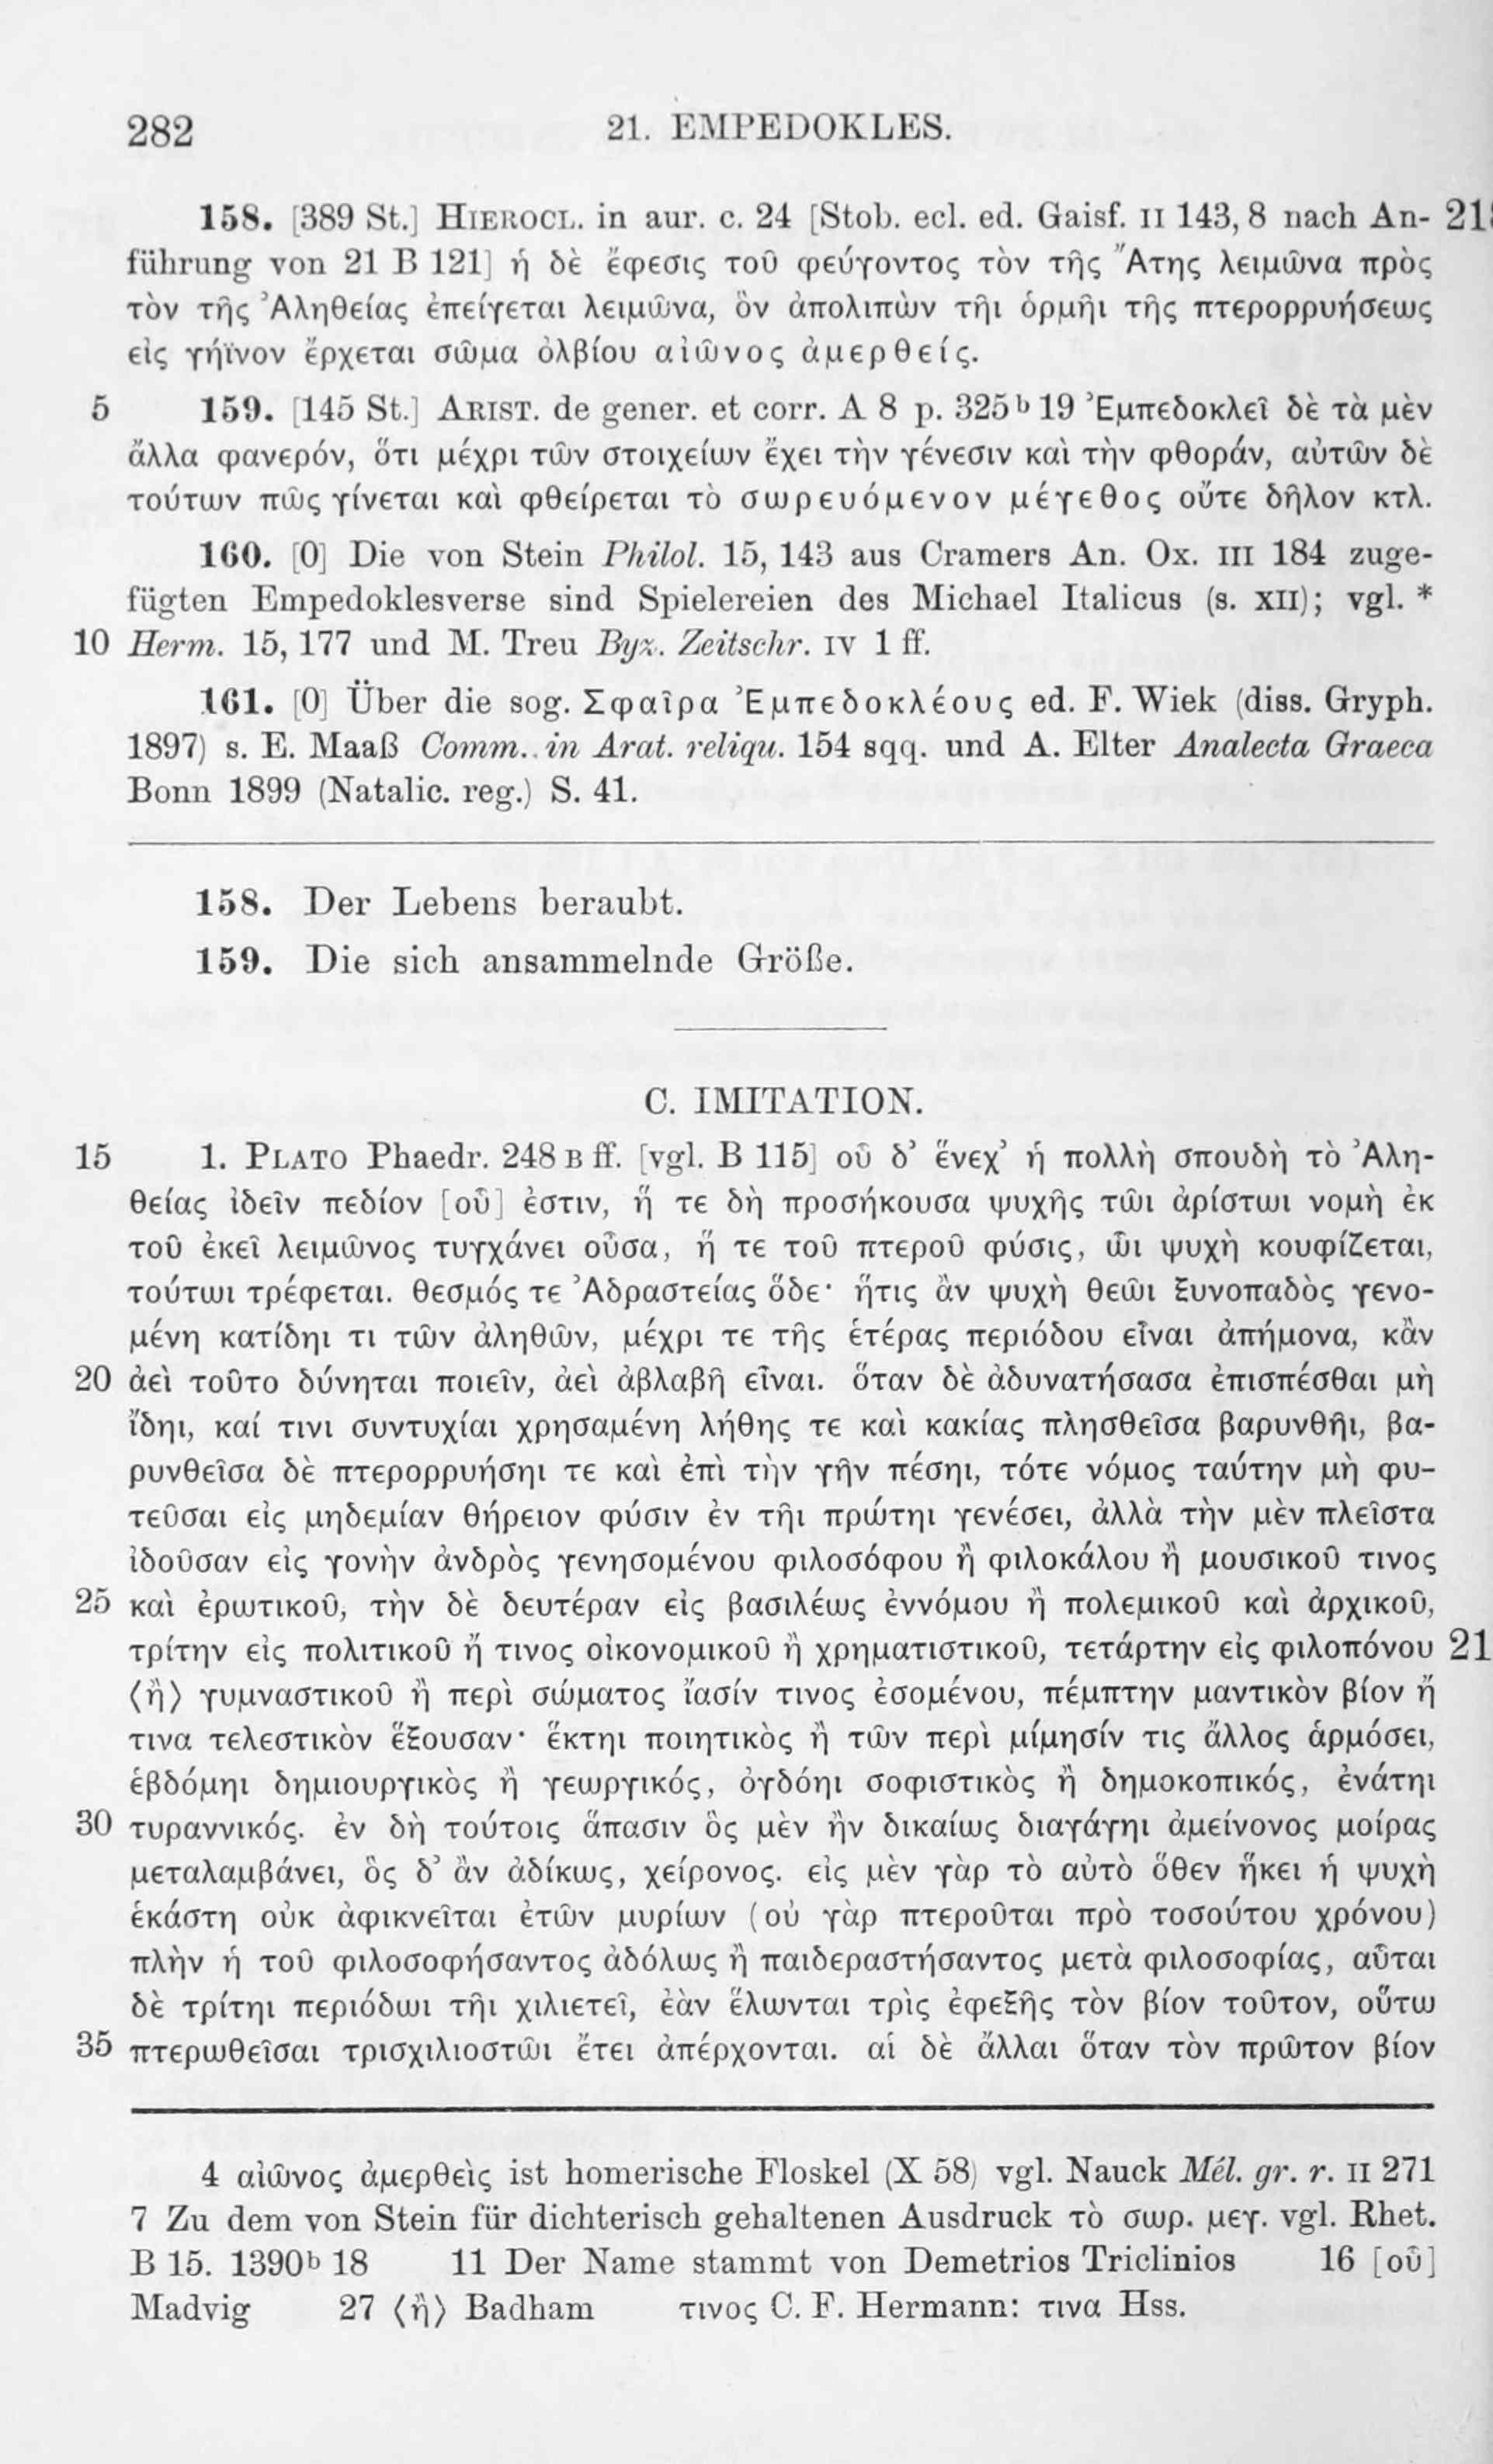 282
21. EMPEDOKLES.
158. [389 St.] HIEROCL. in aur. c. 24 [Stob. ecl. ed. Gaisf. II 143, 8 nach An- 21
führung von 21 B 121] ἡ δὲ ἔφεσις τοῦ φεύγοντος τὸν τῆς Ἄτης λειμῶνα πρὸς
τὸν τῆς Ἀληθείας ἐπείγεται λειμῶνα, ὃν ἀπολιπὼν τῆι ὁρμῆι τῆς πτερορρυήσεως
εἰς γήϊνον ἔρχεται σῶμα ὀλβίου αἰῶνος ἀμερθείς.
5 159. [145 St.] ARIST. de gener. et corr. A 8 p. 325ᵇ 19 Ἐμπεδοκλεῖ δὲ τὰ μὲν
ἄλλα φανερόν, ὅτι μέχρι τῶν στοιχείων ἔχει τὴν γένεσιν καὶ τὴν φθοράν, αὐτῶν δὲ
τούτων πῶς γίνεται καὶ φθείρεται τὸ σωρευόμενον μέγεθος οὔτε δῆλον κτλ.
160. [0] Die von Stein Philol. 15, 143 aus Cramers An. Ox. III 184 zuge-
fügten Empedoklesverse sind Spielereien des Michael Italicus (s. XII); vgl. *
10 Herm. 15, 177 und M. Treu Byz. Zeitschr. IV 1 ff.
161. [0] Über die sog. Σφαῖρα Ἐμπεδοκλέους ed. F. Wiek (diss. Gryph.
1897) s. E. Maaß Comm. in Arat. reliqu. 154 sqq. und A. Elter Analecta Graeca
Bonn 1899 (Natalic. reg.) S. 41.
158. Der Lebens beraubt.
159. Die sich ansammelnde Größe.
C. IMITATION.
15 1. PLATO Phaedr. 248 B ff. [vgl. B 115] οὗ δ' ἕνεχ' ἡ πολλὴ σπουδὴ τὸ Ἀλη-
θείας ἰδεῖν πεδίον [οὗ] ἐστιν, ἥ τε δὴ προσήκουσα ψυχῆς τῶι ἀρίστωι νομὴ ἐκ
τοῦ ἐκεῖ λειμῶνος τυγχάνει οὖσα, ἥ τε τοῦ πτεροῦ φύσις, ὧι ψυχὴ κουφίζεται,
τούτωι τρέφεται. θεσμός τε Ἀδραστείας ὅδε· ἥτις ἂν ψυχὴ θεῶι ξυνοπαδὸς γενο-
μένη κατίδηι τι τῶν ἀληθῶν, μέχρι τε τῆς ἑτέρας περιόδου εἶναι ἀπήμονα, κἂν
20 ἀεὶ τοῦτο δύνηται ποιεῖν, ἀεὶ ἀβλαβῆ εἶναι. ὅταν δὲ ἀδυνατήσασα ἐπισπέσθαι μὴ
ἴδηι, καί τινι συντυχίαι χρησαμένη λήθης τε καὶ κακίας πλησθεῖσα βαρυνθῆι, βα-
ρυνθεῖσα δὲ πτερορρυήσηι τε καὶ ἐπὶ τὴν γῆν πέσηι, τότε νόμος ταύτην μὴ φυ-
τεῦσαι εἰς μηδεμίαν θήρειον φύσιν ἐν τῆι πρώτηι γενέσει, ἀλλὰ τὴν μὲν πλεῖστα
ἰδοῦσαν εἰς γονὴν ἀνδρὸς γενησομένου φιλοσόφου ἢ φιλοκάλου ἢ μουσικοῦ τινος
25 καὶ ἐρωτικοῦ, τὴν δὲ δευτέραν εἰς βασιλέως ἐννόμου ἢ πολεμικοῦ καὶ ἀρχικοῦ,
τρίτην εἰς πολιτικοῦ ἤ τινος οἰκονομικοῦ ἢ χρηματιστικοῦ, τετάρτην εἰς φιλοπόνου 21
⟨ἢ⟩ γυμναστικοῦ ἢ περὶ σώματος ἴασίν τινος ἐσομένου, πέμπτην μαντικὸν βίον ἤ
τινα τελεστικὸν ἕξουσαν· ἕκτηι ποιητικὸς ἢ τῶν περὶ μίμησίν τις ἄλλος ἁρμόσει,
ἑβδόμηι δημιουργικὸς ἢ γεωργικός, ὀγδόηι σοφιστικὸς ἢ δημοκοπικός, ἐνάτηι
30 τυραννικός. ἐν δὴ τούτοις ἅπασιν ὃς μὲν ἢν δικαίως διαγάγηι ἀμείνονος μοίρας
μεταλαμβάνει, ὃς δ' ἂν ἀδίκως, χείρονος. εἰς μὲν γὰρ τὸ αὐτὸ ὅθεν ἥκει ἡ ψυχὴ
ἑκάστη οὐκ ἀφικνεῖται ἐτῶν μυρίων (οὐ γὰρ πτεροῦται πρὸ τοσούτου χρόνου)
πλὴν ἡ τοῦ φιλοσοφήσαντος ἀδόλως ἢ παιδεραστήσαντος μετὰ φιλοσοφίας, αὗται
δὲ τρίτηι περιόδωι τῆι χιλιετεῖ, ἐὰν ἕλωνται τρὶς ἐφεξῆς τὸν βίον τοῦτον, οὕτω
35 πτερωθεῖσαι τρισχιλιοστῶι ἔτει ἀπέρχονται. αἱ δὲ ἄλλαι ὅταν τὸν πρῶτον βίον
4 αἰῶνος ἀμερθεὶς ist homerische Floskel (X 58) vgl. Nauck Mél. gr. r. II 271
7 Zu dem von Stein für dichterisch gehaltenen Ausdruck τὸ σωρ. μεγ. vgl. Rhet.
B 15. 1390ᵇ 18 11 Der Name stammt von Demetrios Triclinios 16 [οὗ]
Madvig 27 ⟨ἢ⟩ Badham τινος C. F. Hermann: τινα Hss.